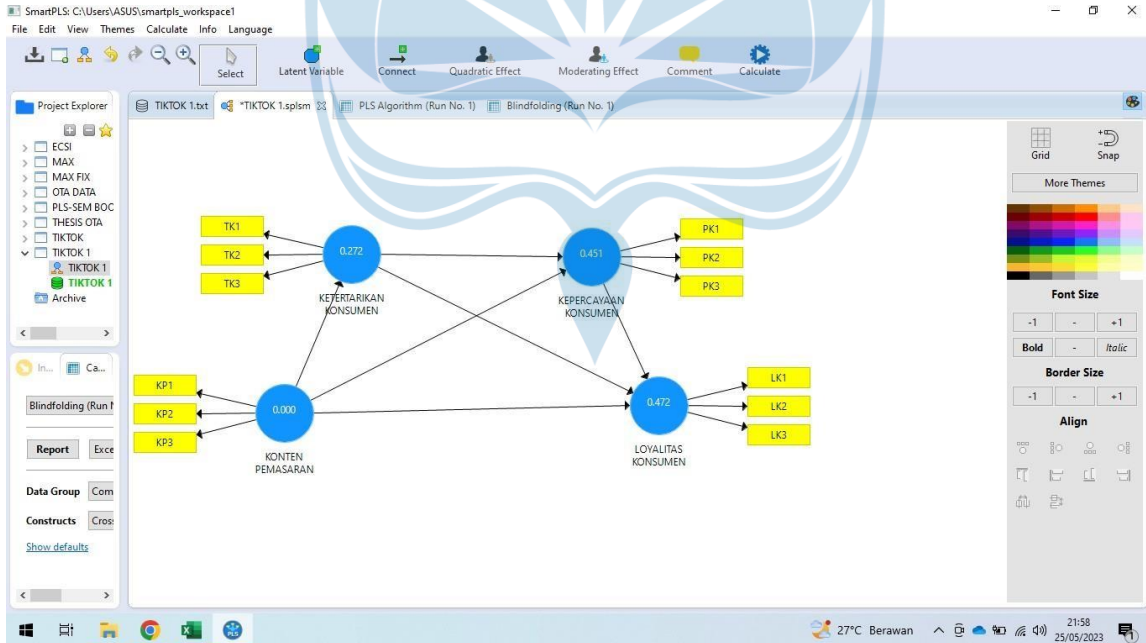 SmartPLS: C:\Users\ASUS\smartpls_workspace1
File Edit View Themes Calculate Info Language
Select
Latent Variable
Connect
Quadratic Effect
Moderating Effect
Comment
Calculate
Project Explorer
TIKTOK 1.txt
*TIKTOK 1.splsm
PLS Algorithm (Run No. 1)
Blindfolding (Run No. 1)
ECSI
MAX
MAX FIX
OTA DATA
PLS-SEM BOC
THESIS OTA
TIKTOK
TIKTOK 1
TIKTOK 1
TIKTOK 1
Archive
In...
Ca...
Blindfolding (Run
Report
Exce
Data Group
Com
Constructs
Cros
Show defaults
TK1
TK2
TK3
0.272
KETERTARIKAN
KONSUMEN
0.451
KEPERCAYAAN
KONSUMEN
PK1
PK2
PK3
KP1
KP2
KP3
0.000
KONTEN
PEMASARAN
0.472
LOYALITAS
KONSUMEN
LK1
LK2
LK3
Grid
Snap
More Themes
Font Size
-1 - +1
Bold - Italic
Border Size
-1 - +1
Align
PLS
27°C Berawan
21:58
25/05/2023